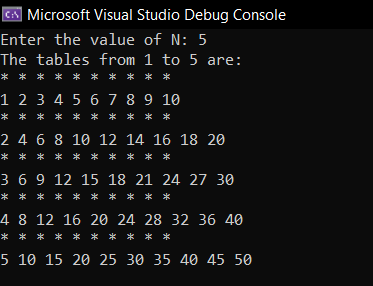 Microsoft Visual Studio Debug Console
Enter the value of N: 5
The tables from 1 to 5 are:
* * * * * * * * * *
1 2 3 4 5 6 7 8 9 10
* * * * * * * * * *
2 4 6 8 10 12 14 16 18 20
* * * * * * * * * *
3 6 9 12 15 18 21 24 27 30
* * * * * * * * * *
4 8 12 16 20 24 28 32 36 40
* * * * * * * * * *
5 10 15 20 25 30 35 40 45 50